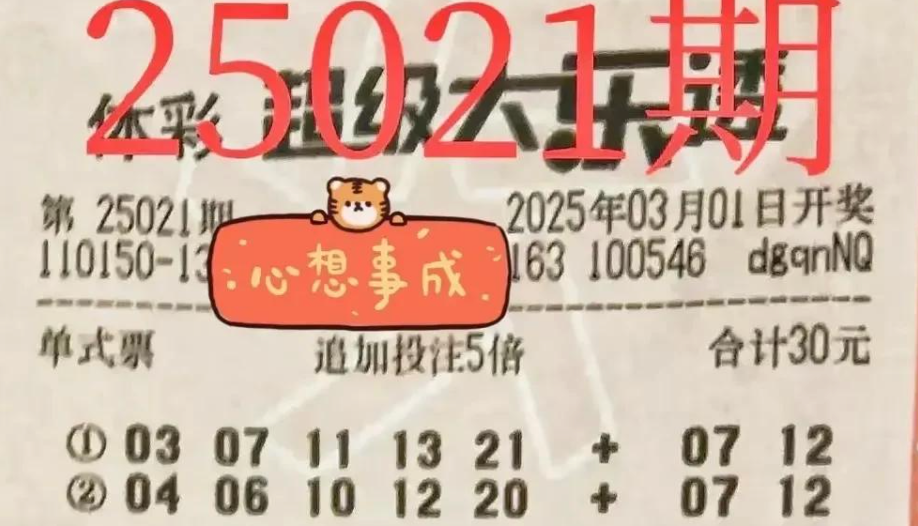 25021期
体彩 超级大乐透
第 25021期
2025年03月01日开奖
110150-13
163 100546 dgqnNQ
心想事成
单式票 追加投注5倍 合计30元
① 03 07 11 13 21 + 07 12
② 04 06 10 12 20 + 07 12